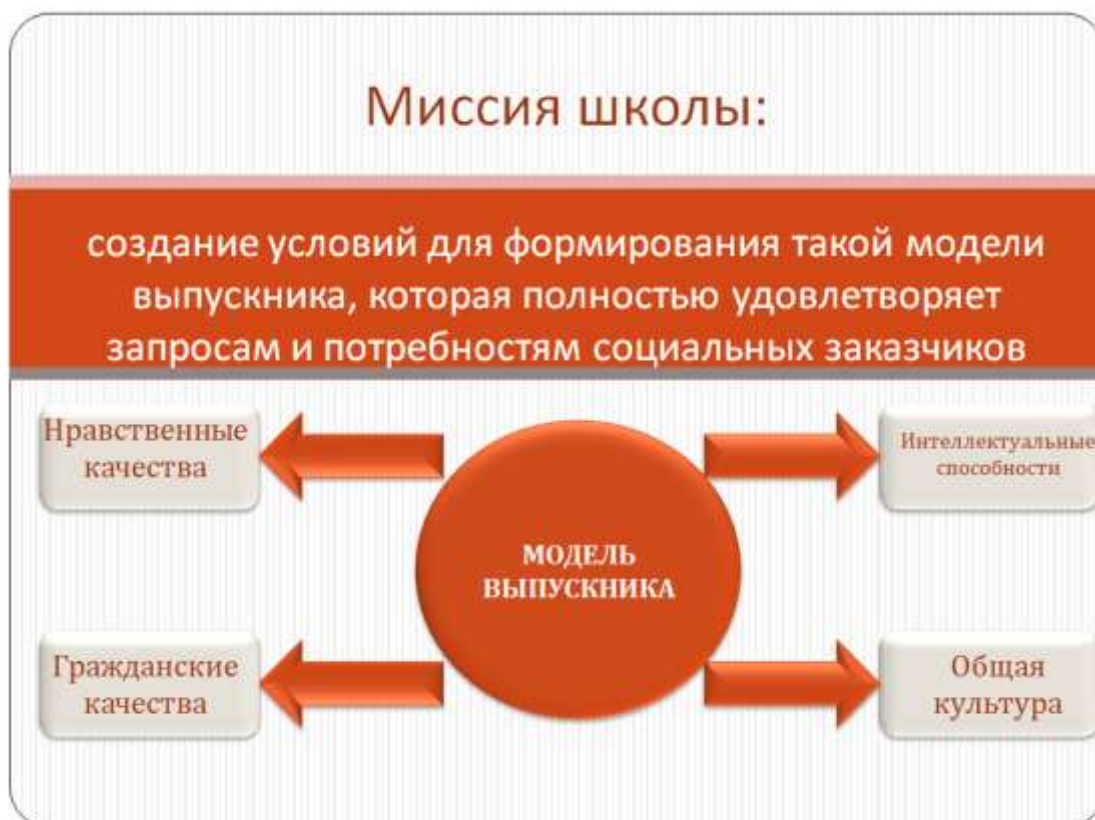 Миссия школы:
создание условий для формирования такой модели
выпускника, которая полностью удовлетворяет
запросам и потребностям социальных заказчиков
Нравственные
качества
Интеллектуальные
способности
МОДЕЛЬ
ВЫПУСКНИКА
Гражданские
качества
Общая
культура